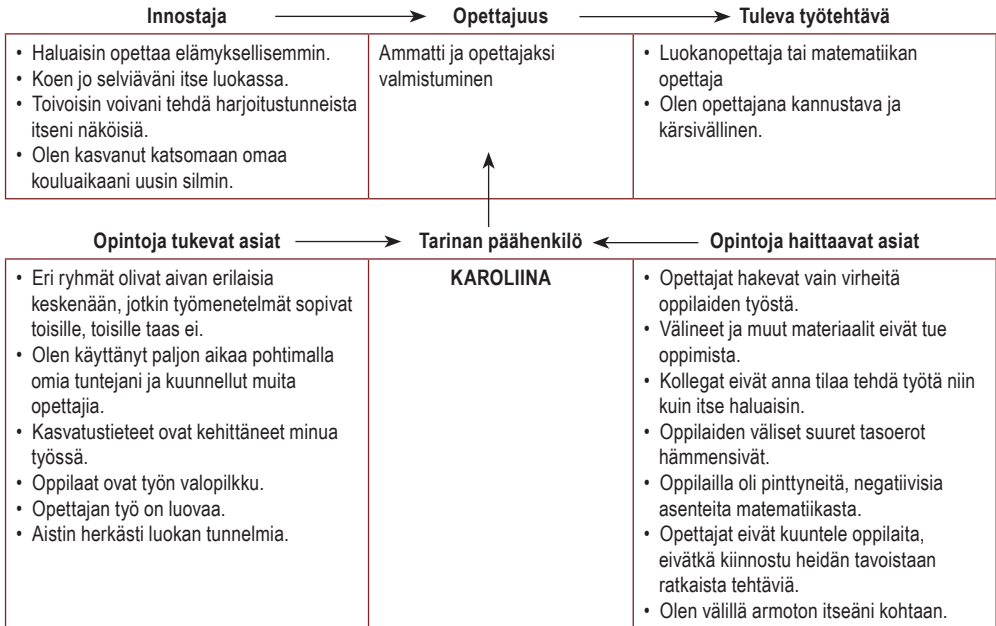 Innostaja
Opettajuus
Tuleva työtehtävä
• Haluaisin opettaa elämyksellisemmin.
• Koen jo selviäväni itse luokassa.
• Toivoisin voivani tehdä harjoitustunneista
itseni näköisiä.
• Olen kasvanut katsomaan omaa
kouluaikaani uusin silmin.
Ammatti ja opettajaksi
valmistuminen
• Luokanopettaja tai matematiikan
opettaja
• Olen opettajana kannustava ja
kärsivällinen.
Opintoja tukevat asiat
Tarinan päähenkilö
Opintoja haittaavat asiat
• Eri ryhmät olivat aivan erilaisia
keskenään, jotkin työmenetelmät sopivat
toisille, toisille taas ei.
• Olen käyttänyt paljon aikaa pohtimalla
omia tuntejani ja kuunnellut muita
opettajia.
• Kasvatustieteet ovat kehittäneet minua
työssä.
• Oppilaat ovat työn valopilkku.
• Opettajan työ on luovaa.
• Aistin herkästi luokan tunnelmia.
KAROLIINA
• Opettajat hakevat vain virheitä
oppilaiden työstä.
• Välineet ja muut materiaalit eivät tue
oppimista.
• Kollegat eivät anna tilaa tehdä työtä niin
kuin itse haluaisin.
• Oppilaiden väliset suuret tasoerot
hämmensivät.
• Oppilailla oli pinttyneitä, negatiivisia
asenteita matematiikasta.
• Opettajat eivät kuuntele oppilaita,
eivätkä kiinnostu heidän tavoistaan
ratkaista tehtäviä.
• Olen välillä armoton itseäni kohtaan.